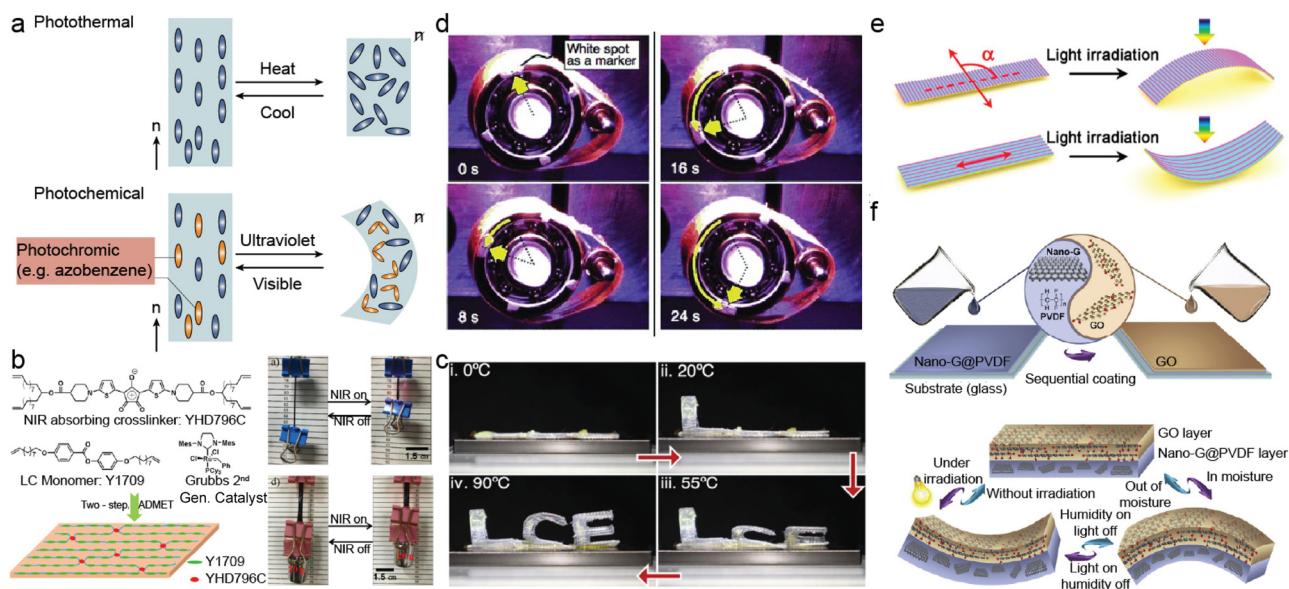 a
Photothermal
n
Heat
Cool
n
Photochemical
Photochromic
(e.g. azobenzene)
n
Ultraviolet
Visible
n
b
NIR absorbing crosslinker: YHD796C
LC Monomer: Y1709
Grubbs 2nd
Gen. Catalyst
Two - step, ADMET
Y1709
YHD796C
a)
NIR on
NIR off
1.5 cm
d)
NIR on
NIR off
1.5 cm
d
White spot
as a marker
0 s
16 s
8 s
24 s
c
i. 0ºC
ii. 20ºC
iv. 90ºC
iii. 55ºC
LCE
L C E
e
α
Light irradiation
Light irradiation
f
Nano-G
PVDF
GO
Nano-G@PVDF
GO
Substrate (glass)
Sequential coating
GO layer
Nano-G@PVDF layer
Under
irradiation
Without irradiation
In moisture
Out of
moisture
Humidity on
light off
Light on
humidity off